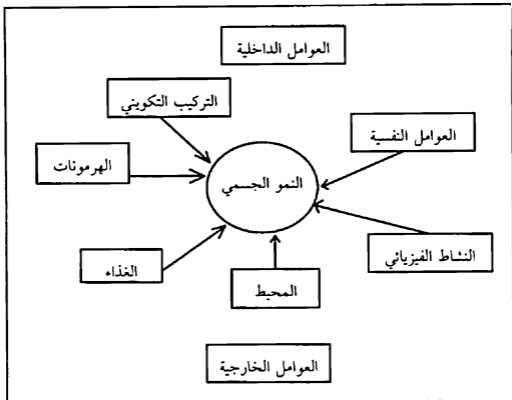 العوامل الداخلية
التركيب التكويني
العوامل النفسية
الهرمونات
النمو الجسمي
النشاط الفيزيائي
الغذاء
المحيط
العوامل الخارجية